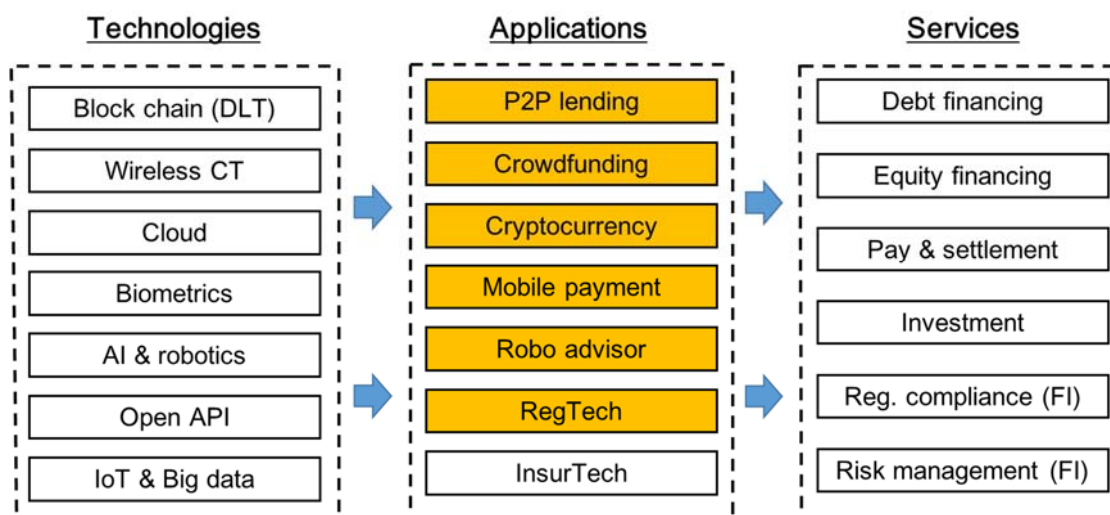 Technologies
Applications
Services
Block chain (DLT)
Wireless CT
Cloud
Biometrics
AI & robotics
Open API
IoT & Big data
P2P lending
Crowdfunding
Cryptocurrency
Mobile payment
Robo advisor
RegTech
InsurTech
Debt financing
Equity financing
Pay & settlement
Investment
Reg. compliance (FI)
Risk management (FI)